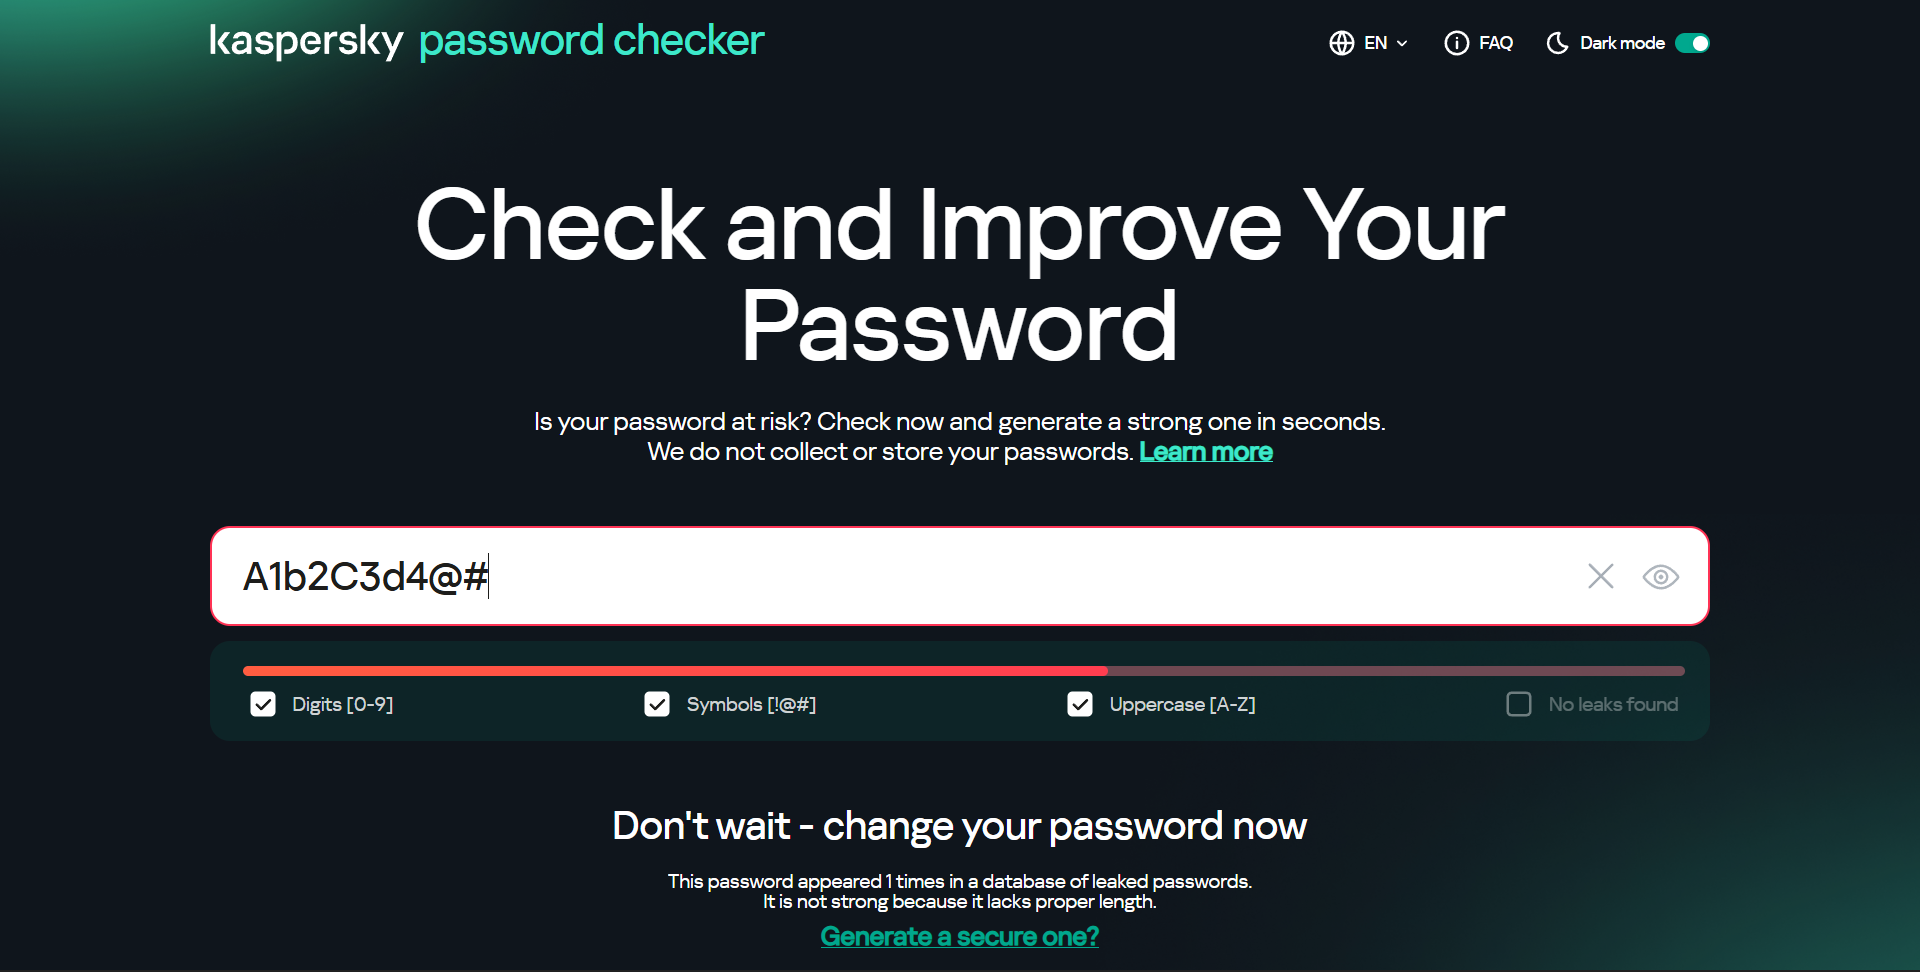 kaspersky password checker
EN
FAQ
Dark mode
Check and Improve Your
Password
Is your password at risk? Check now and generate a strong one in seconds.
We do not collect or store your passwords. Learn more
A1b2C3d4@#
Digits [0-9]
Symbols [!@#]
Uppercase [A-Z]
No leaks found
Don't wait - change your password now
This password appeared 1 times in a database of leaked passwords.
It is not strong because it lacks proper length.
Generate a secure one?